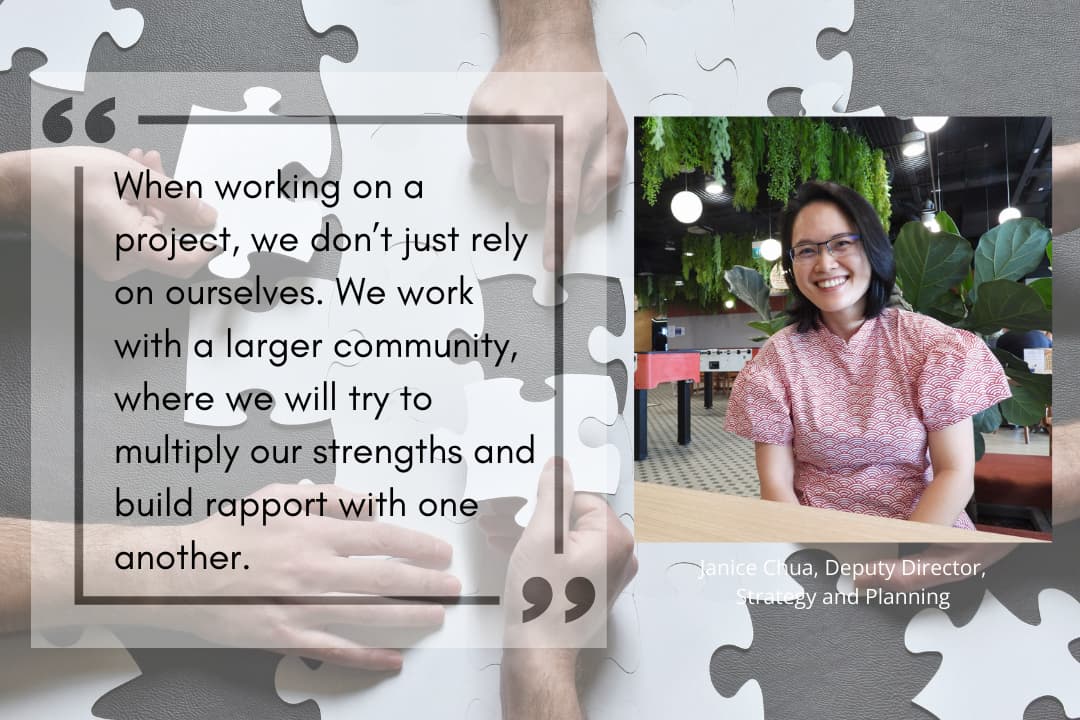 “
When working on a
project, we don’t just rely
on ourselves. We work
with a larger community,
where we will try to
multiply our strengths and
build rapport with one
another.
”
Janice Chua, Deputy Director,
Strategy and Planning